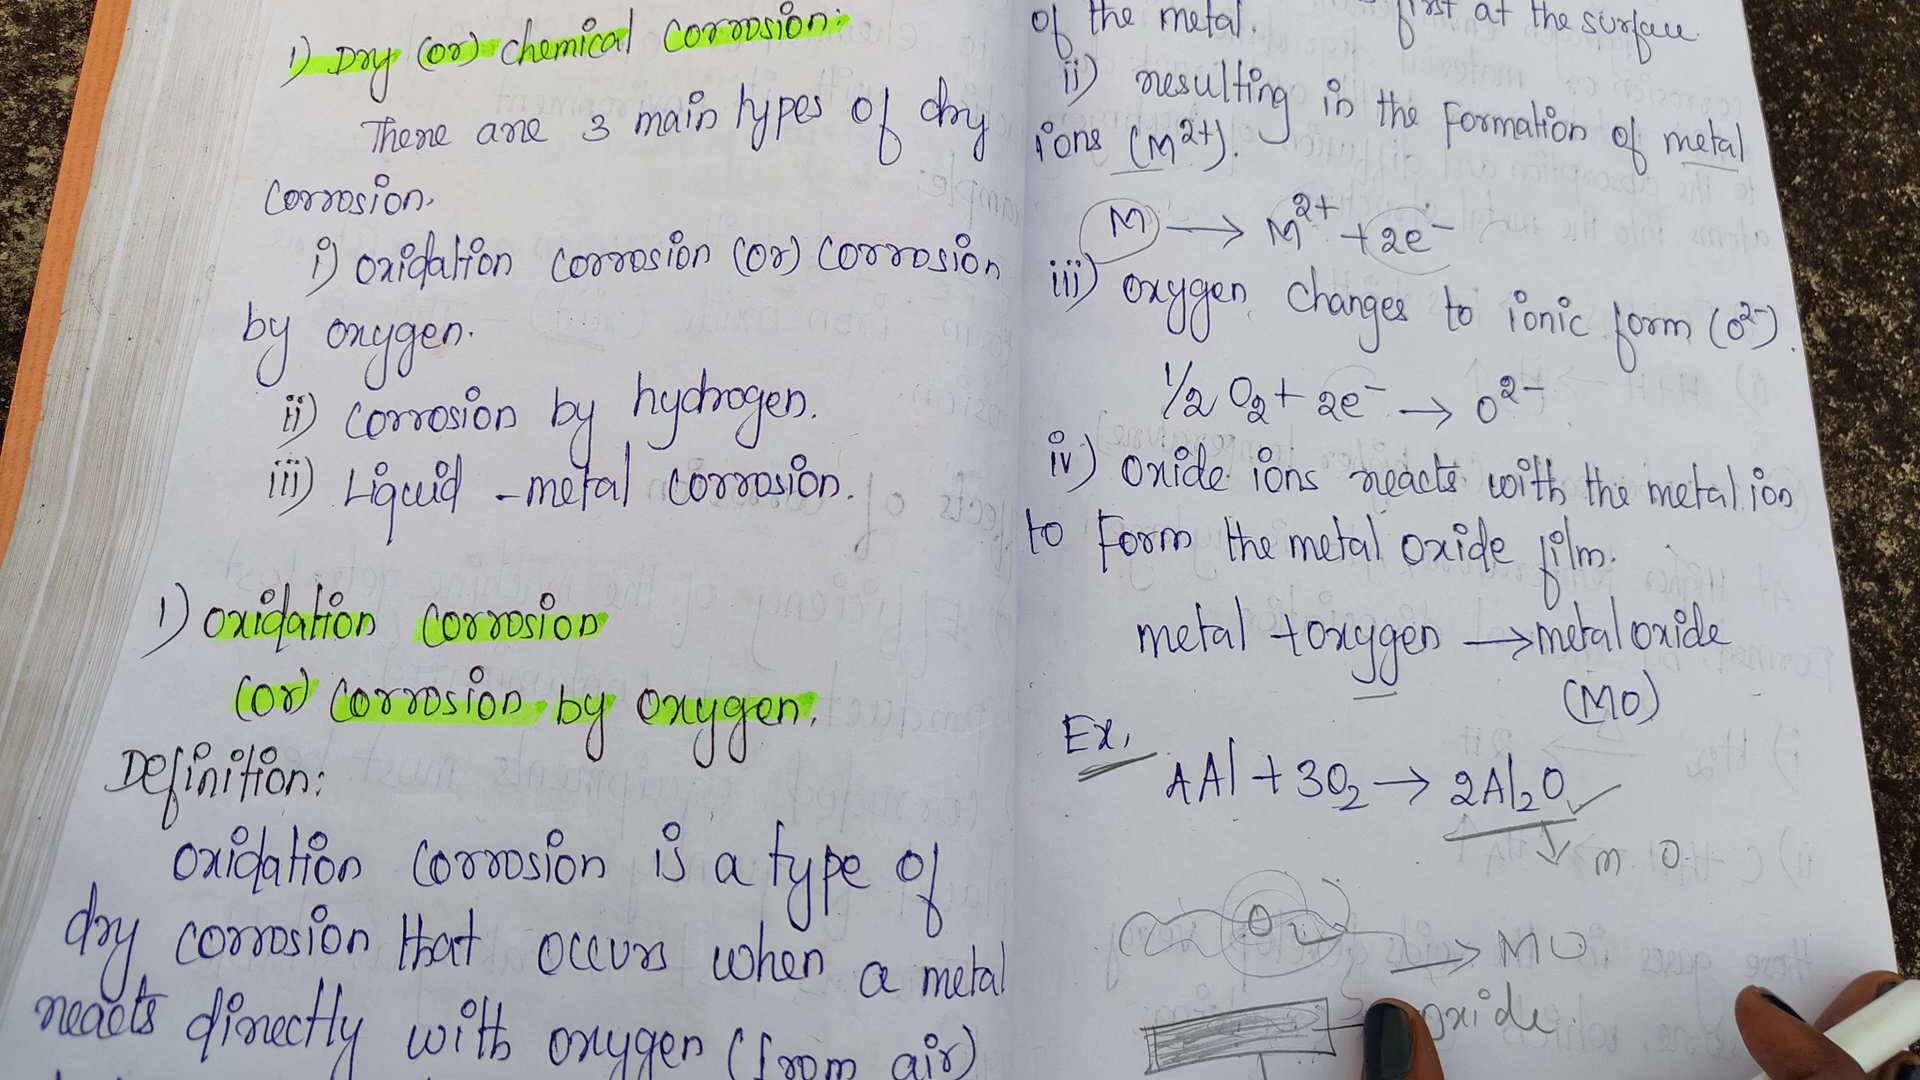 1) Dry (or) chemical corrosion:
There are 3 main types of dry
corrosion.
i) oxidation corrosion (or) corrosion
by oxygen.
ii) corrosion by hydrogen.
iii) Liquid - metal corrosion.
1) oxidation corrosion
(or) corrosion by oxygen.
Definition:
oxidation corrosion is a type of
dry corrosion that occurs when a metal
reacts directly with oxygen (from air)
first at the surface
of the metal.
ii) resulting in the formation of metal
ions (M²⁺).
M → M²⁺ + 2e⁻
iii) oxygen changes to ionic form (O²⁻).
1/2 O₂ + 2e⁻ → O²⁻
iv) oxide ions reacts with the metal ion
to form the metal oxide film.
metal + oxygen → metal oxide
(MO)
Ex,
4Al + 3O₂ → 2Al₂O
m O
O₂ → MO
oxide